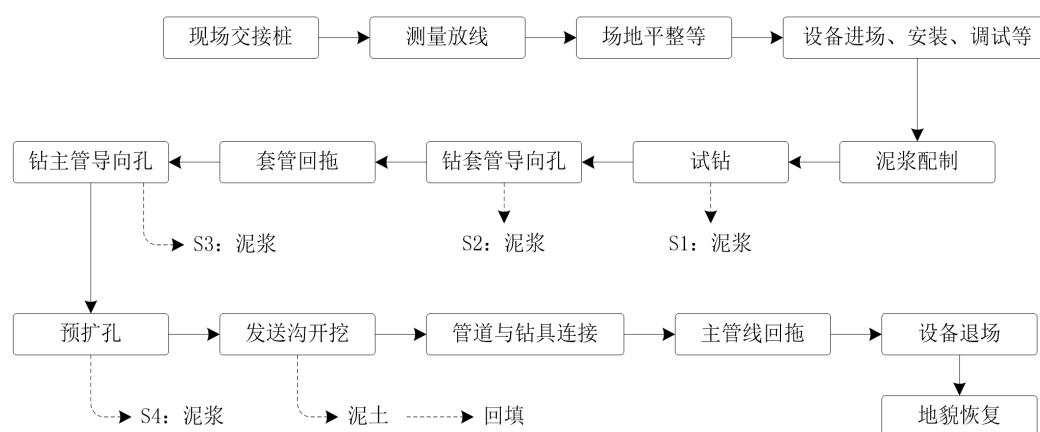 现场交接桩
测量放线
场地平整等
设备进场、安装、调试等
钻主管导向孔
套管回拖
钻套管导向孔
试钻
泥浆配制
S3：泥浆
S2：泥浆
S1：泥浆
预扩孔
发送沟开挖
管道与钻具连接
主管线回拖
设备退场
S4：泥浆
泥土
回填
地貌恢复